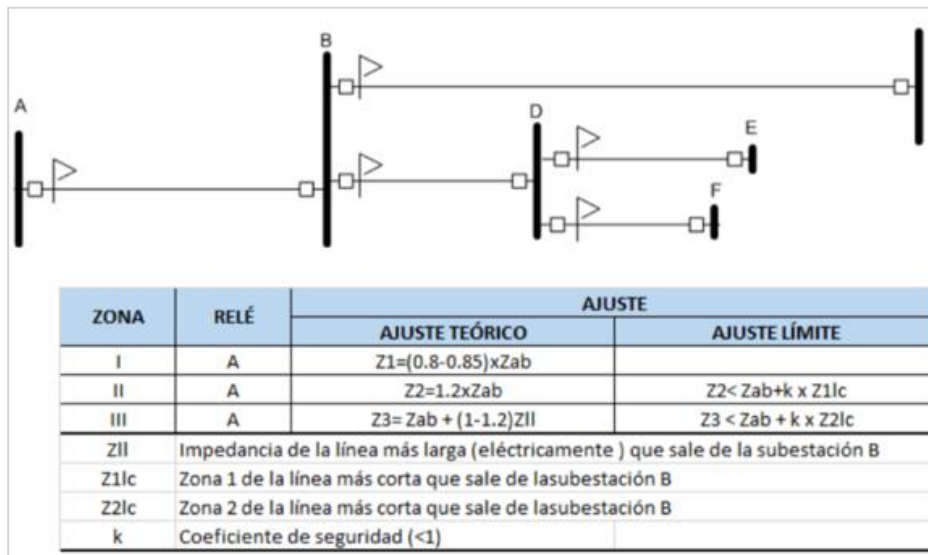 B
A
D
E
F
ZONA RELÉ AJUSTE
AJUSTE TEÓRICO AJUSTE LÍMITE
I A Z1=(0.8-0.85)xZab
II A Z2=1.2xZab Z2< Zab+k x Z1lc
III A Z3= Zab + (1-1.2)Zll Z3 < Zab + k x Z2lc
Zll Impedancia de la línea más larga (eléctricamente ) que sale de la subestación B
Z1lc Zona 1 de la línea más corta que sale de lasubestación B
Z2lc Zona 2 de la línea más corta que sale de lasubestación B
k Coeficiente de seguridad (<1)